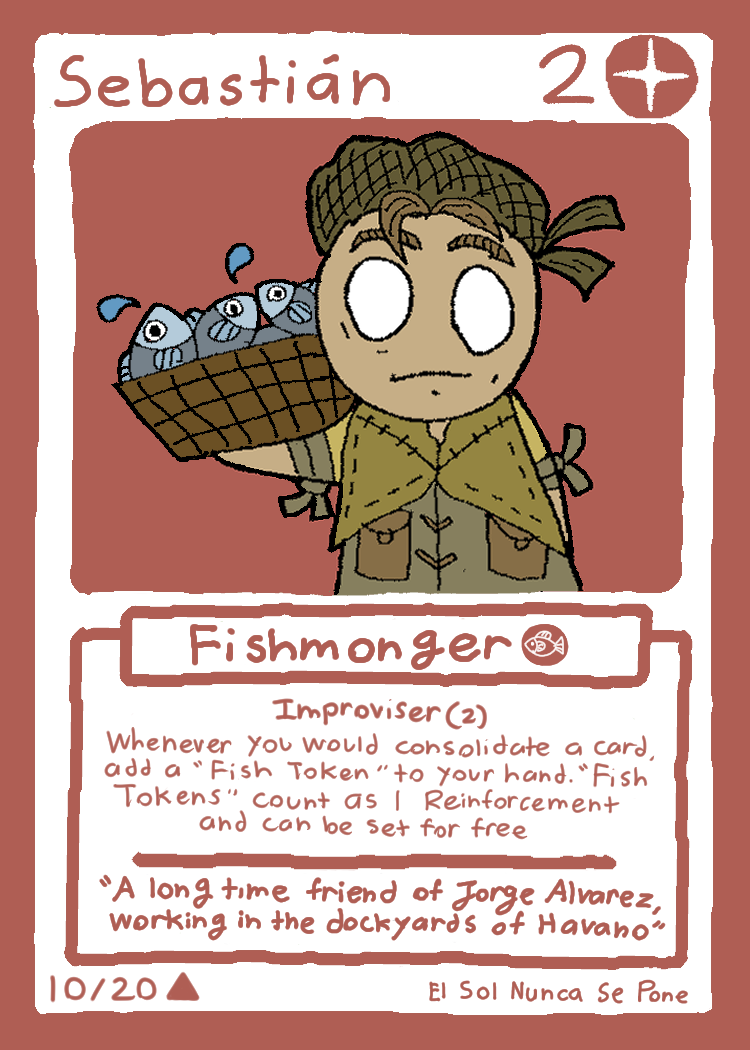 Sebastián 2
Fishmonger
Improviser (2)
Whenever you would consolidate a card,
add a "Fish Token" to your hand. "Fish
Tokens" count as 1 Reinforcement
and can be set for free
"A long time friend of Jorge Alvarez,
working in the dockyards of Havano"
10/20 El Sol Nunca Se Pone